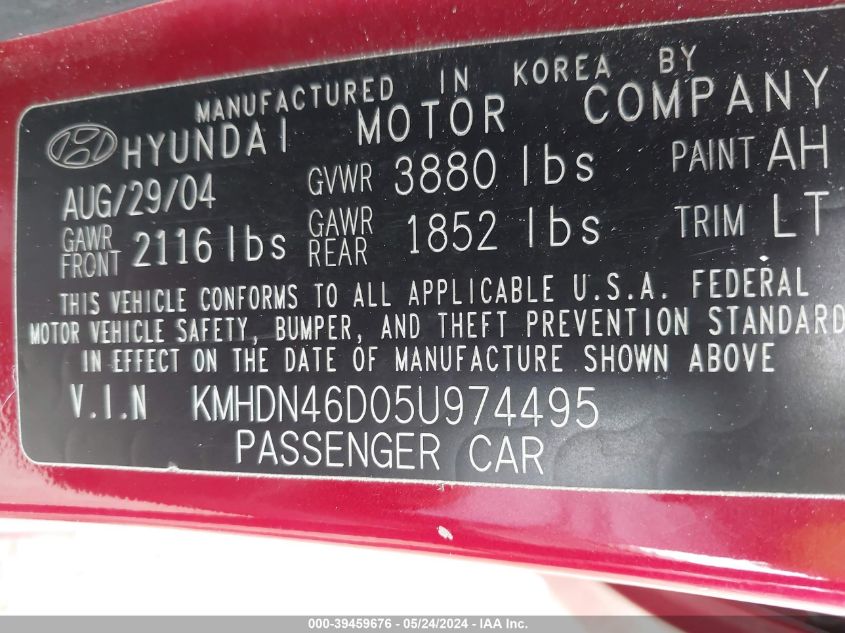 MANUFACTURED IN KOREA BY
HYUNDAI MOTOR COMPANY
AUG/29/04 GVWR 3880 lbs PAINT AH
GAWR FRONT 2116 lbs GAWR REAR 1852 lbs TRIM LT
THIS VEHICLE CONFORMS TO ALL APPLICABLE U.S.A. FEDERAL
MOTOR VEHICLE SAFETY, BUMPER, AND THEFT PREVENTION STANDARD
IN EFFECT ON THE DATE OF MANUFACTURE SHOWN ABOVE
V.I.N KMHDN46D05U974495
PASSENGER CAR
000-39459676 - 05/24/2024 - IAA Inc.